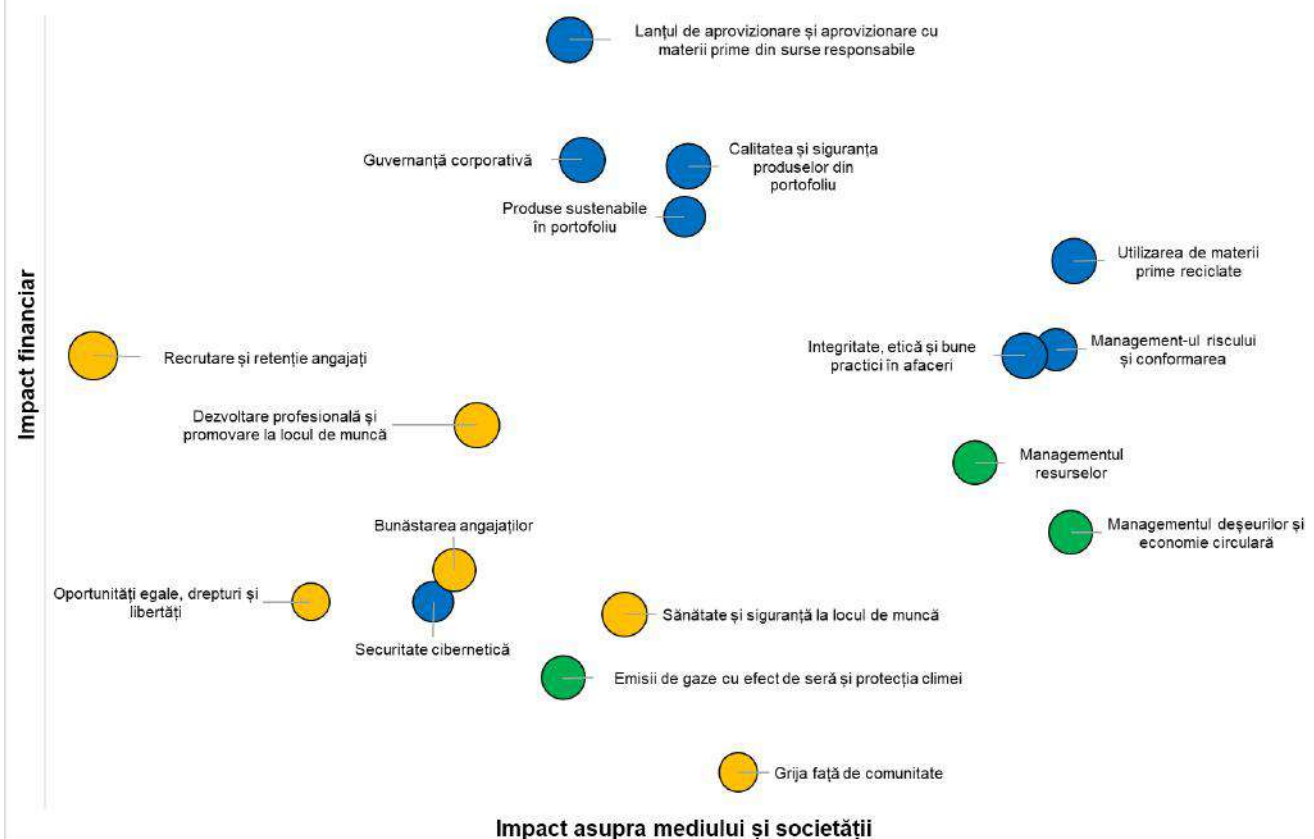 Lanțul de aprovizionare și aprovizionare cu
materii prime din surse responsabile
Guvernanță corporativă
Calitatea și siguranța
produselor din
portofoliu
Produse sustenabile
în portofoliu
Utilizarea de materii
prime reciclate
Impact financiar
Recrutare și retenție angajați
Integritate, etică și bune
practici în afaceri
Management-ul riscului
și conformarea
Dezvoltare profesională și
promovare la locul de muncă
Managementul
resurselor
Bunăstarea angajaților
Managementul deșeurilor și
economie circulară
Oportunități egale, drepturi și
libertăți
Sănătate și siguranță la locul de muncă
Securitate cibernetică
Emisii de gaze cu efect de seră și protecția climei
Grija față de comunitate
Impact asupra mediului și societății